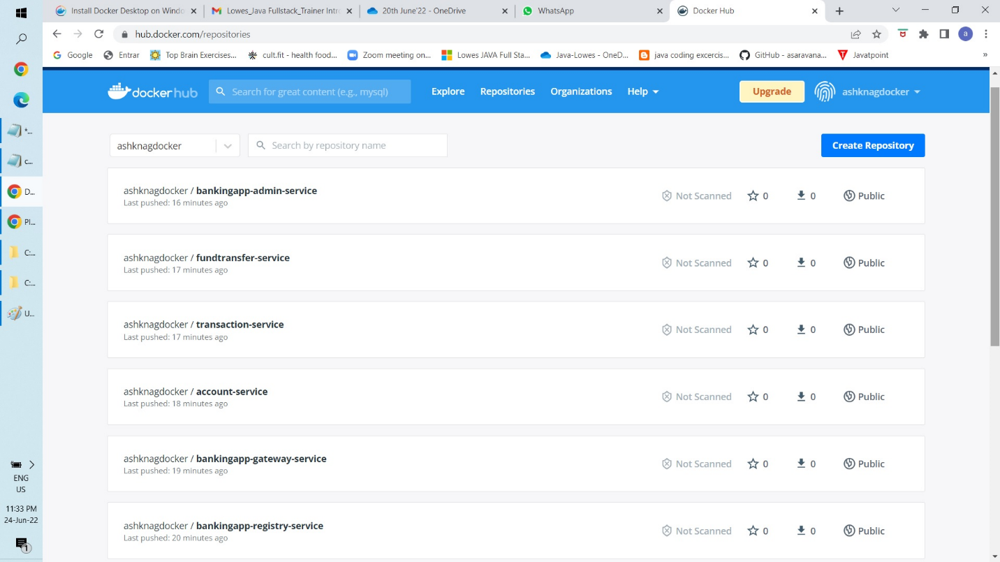 Install Docker Desktop on Windo
Lowes_Java Fullstack_Trainer Intro
20th June'22 - OneDrive
WhatsApp
Docker Hub
hub.docker.com/repositories
a
Google
Entrar
Top Brain Exercises...
cult.fit - health food...
Zoom meeting on...
Lowes JAVA Full Sta...
Java-Lowes - OneD...
java coding excercis...
GitHub - asaravana...
Javatpoint
»
docker hub
Search for great content (e.g., mysql)
Explore
Repositories
Organizations
Help
Upgrade
ashknagdocker
ashknagdocker
Search by repository name
Create Repository
ashknagdocker / bankingapp-admin-service
Last pushed: 16 minutes ago
Not Scanned
0
0
Public
ashknagdocker / fundtransfer-service
Last pushed: 17 minutes ago
Not Scanned
0
0
Public
ashknagdocker / transaction-service
Last pushed: 17 minutes ago
Not Scanned
0
0
Public
ashknagdocker / account-service
Last pushed: 18 minutes ago
Not Scanned
0
0
Public
ashknagdocker / bankingapp-gateway-service
Last pushed: 19 minutes ago
Not Scanned
0
0
Public
ashknagdocker / bankingapp-registry-service
Last pushed: 20 minutes ago
Not Scanned
0
0
Public
*...
c...
D...
Pl...
C:...
C:...
U...
ENG
US
11:33 PM
24-Jun-22
1